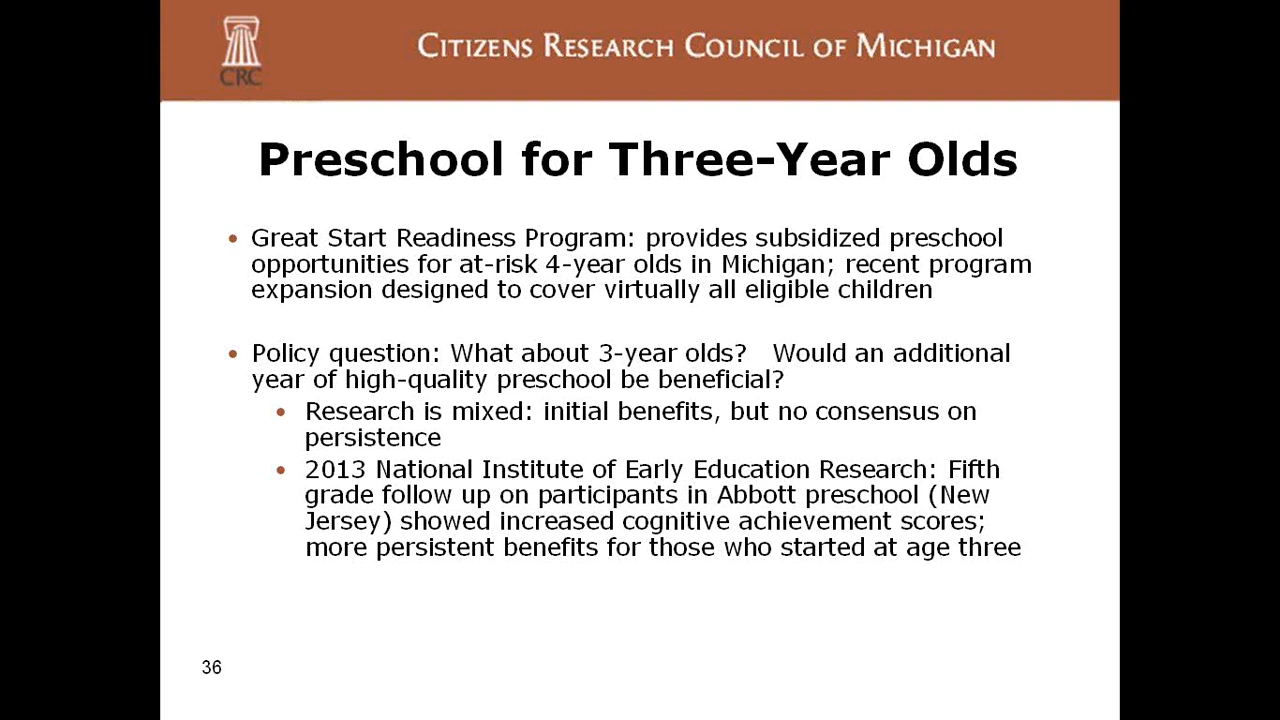 CRC
CITIZENS RESEARCH COUNCIL OF MICHIGAN
Preschool for Three-Year Olds
• Great Start Readiness Program: provides subsidized preschool
opportunities for at-risk 4-year olds in Michigan; recent program
expansion designed to cover virtually all eligible children
• Policy question: What about 3-year olds? Would an additional
year of high-quality preschool be beneficial?
• Research is mixed: initial benefits, but no consensus on
persistence
• 2013 National Institute of Early Education Research: Fifth
grade follow up on participants in Abbott preschool (New
Jersey) showed increased cognitive achievement scores;
more persistent benefits for those who started at age three
36